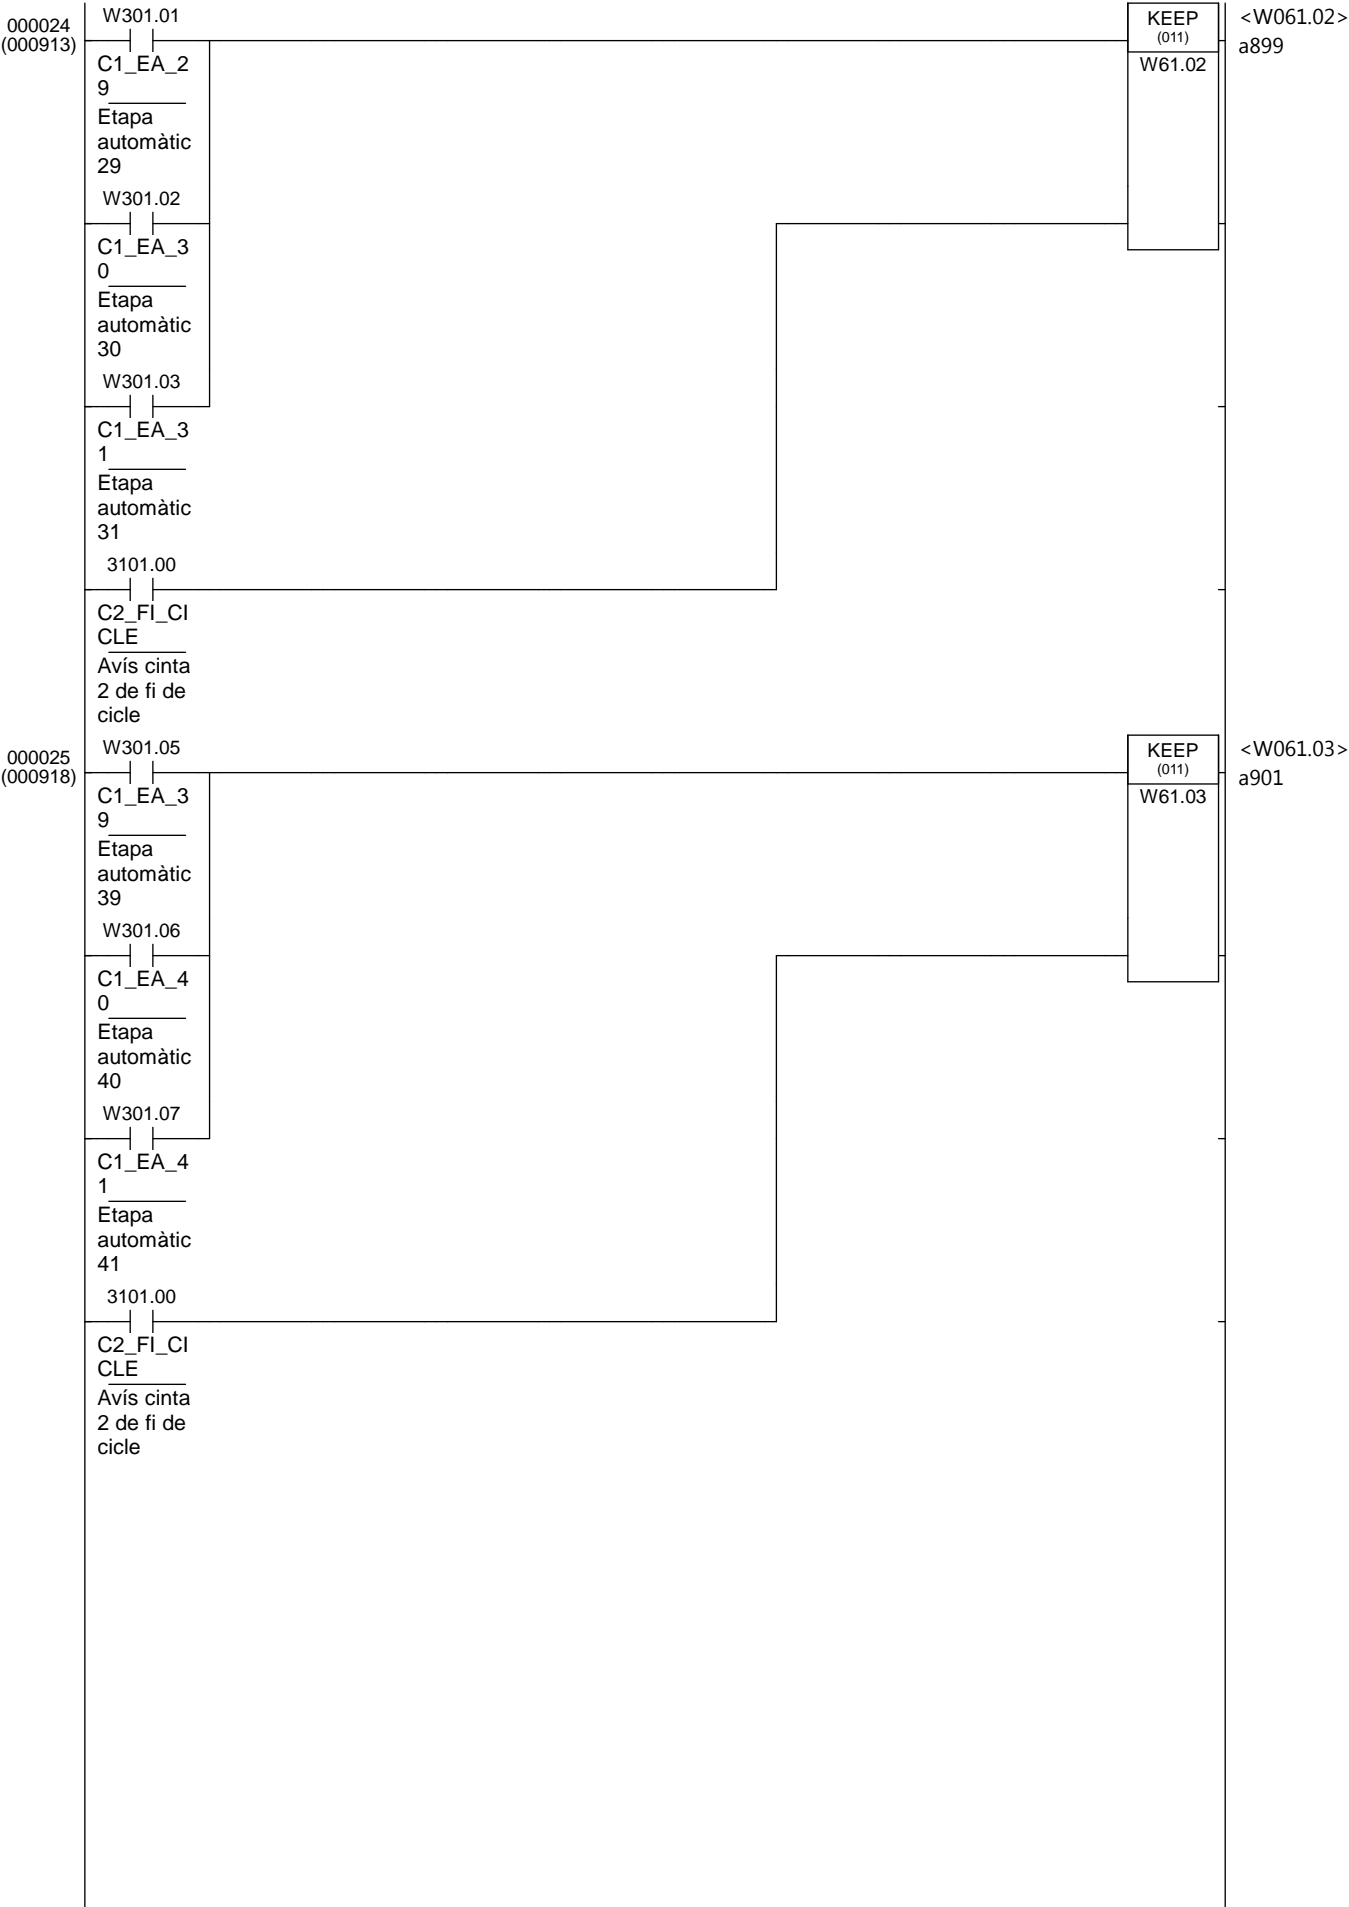 000024
(000913)
W301.01
C1_EA_2
9
Etapa
automàtic
29
KEEP
(011)
W61.02
<W061.02>
a899
W301.02
C1_EA_3
0
Etapa
automàtic
30
W301.03
C1_EA_3
1
Etapa
automàtic
31
3101.00
C2_FI_CI
CLE
Avís cinta
2 de fi de
cicle
000025
(000918)
W301.05
C1_EA_3
9
Etapa
automàtic
39
KEEP
(011)
W61.03
<W061.03>
a901
W301.06
C1_EA_4
0
Etapa
automàtic
40
W301.07
C1_EA_4
1
Etapa
automàtic
41
3101.00
C2_FI_CI
CLE
Avís cinta
2 de fi de
cicle